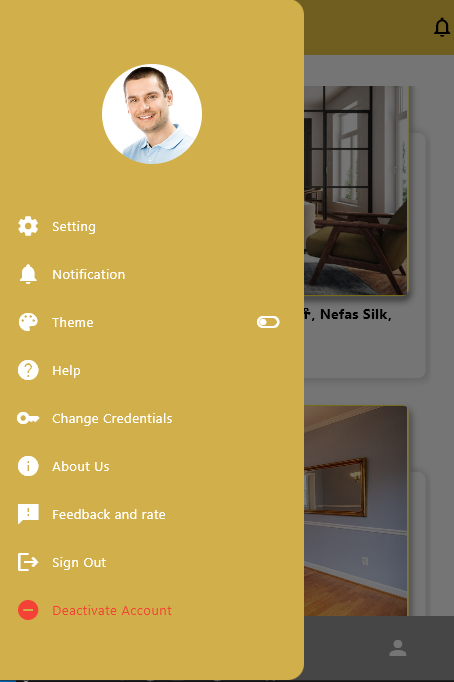 Setting
Notification
Theme
Help
Change Credentials
About Us
Feedback and rate
Sign Out
Deactivate Account
, Nefas Silk,